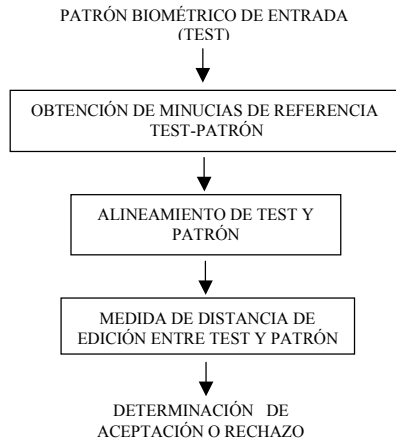 PATRÓN BIOMÉTRICO DE ENTRADA
(TEST)
OBTENCIÓN DE MINUCIAS DE REFERENCIA
TEST-PATRÓN
ALINEAMIENTO DE TEST Y
PATRÓN
MEDIDA DE DISTANCIA DE
EDICIÓN ENTRE TEST Y PATRÓN
DETERMINACIÓN DE
ACEPTACIÓN O RECHAZO